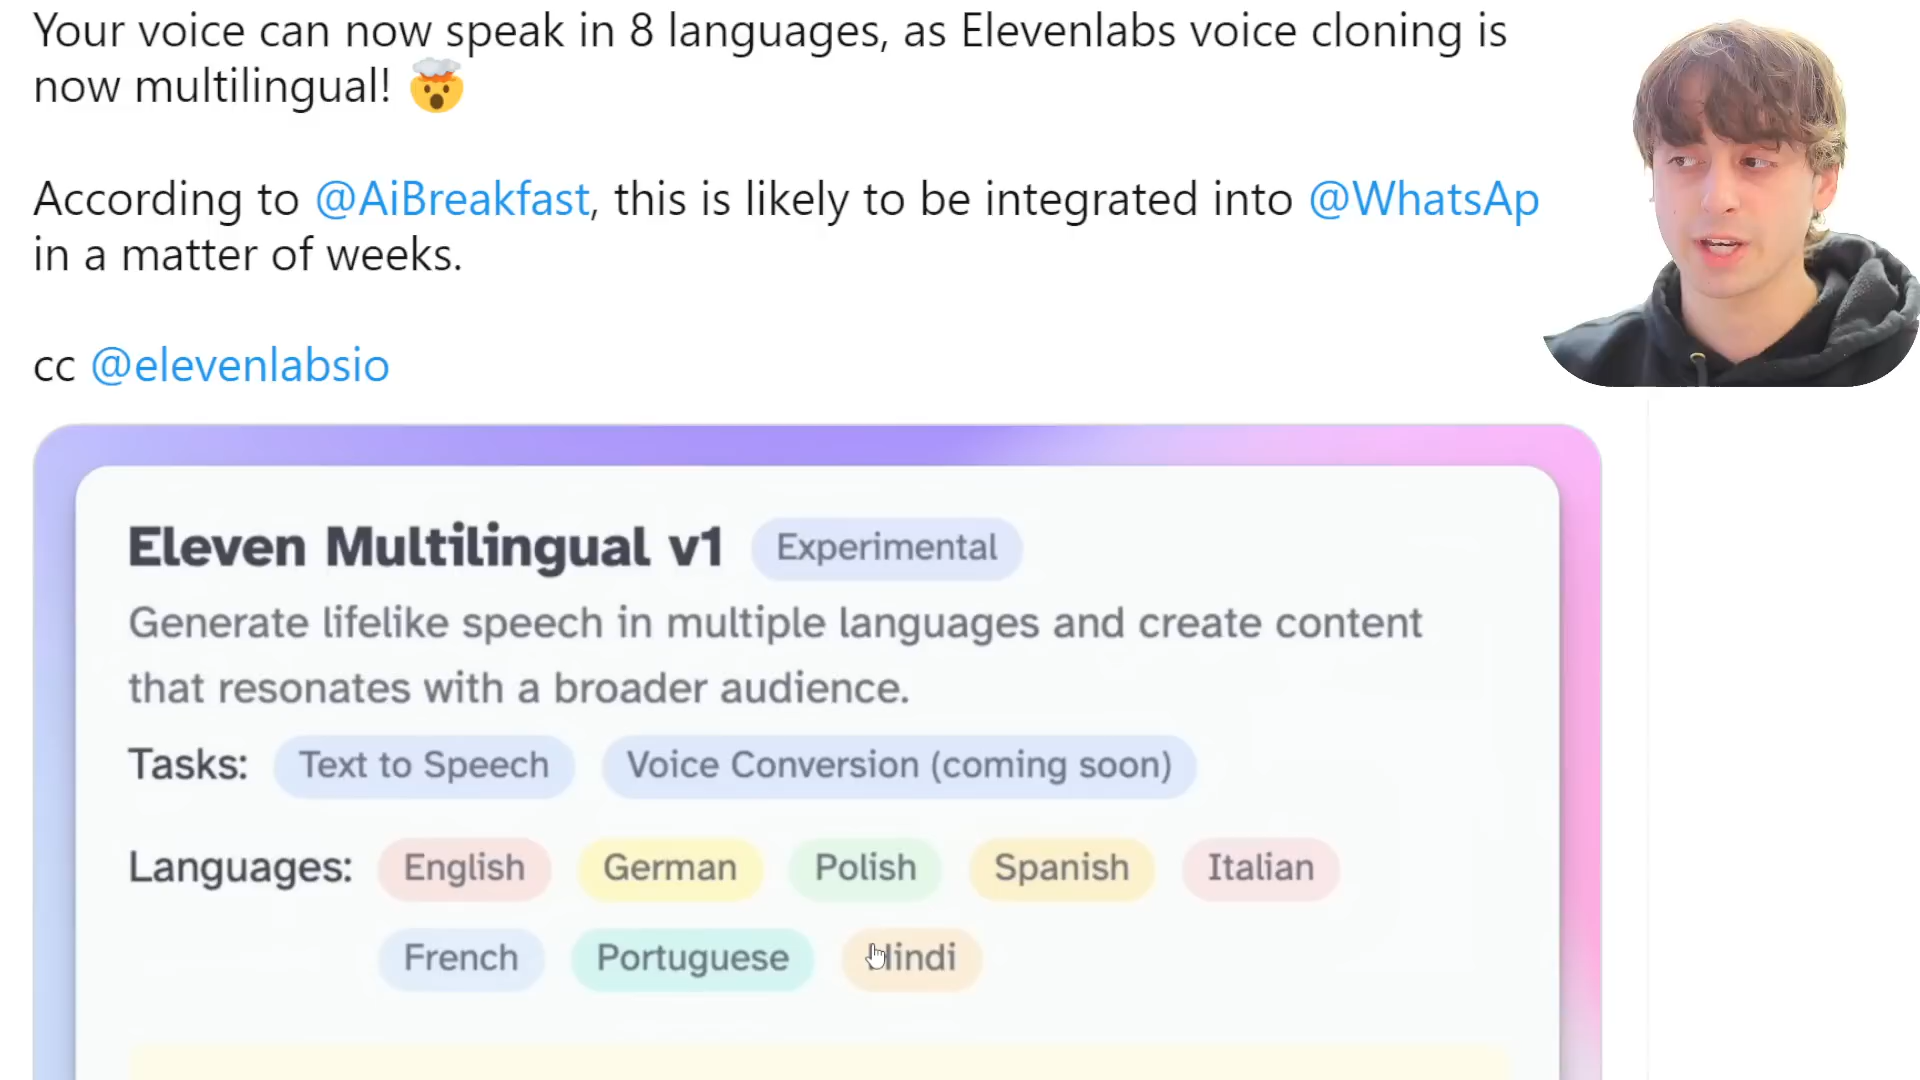 Your voice can now speak in 8 languages, as Elevenlabs voice cloning is
now multilingual! 🤯
According to @AiBreakfast, this is likely to be integrated into @WhatsAp
in a matter of weeks.
cc @elevenlabsio
Eleven Multilingual v1 Experimental
Generate lifelike speech in multiple languages and create content
that resonates with a broader audience.
Tasks: Text to Speech Voice Conversion (coming soon)
Languages: English German Polish Spanish Italian
French Portuguese Hindi